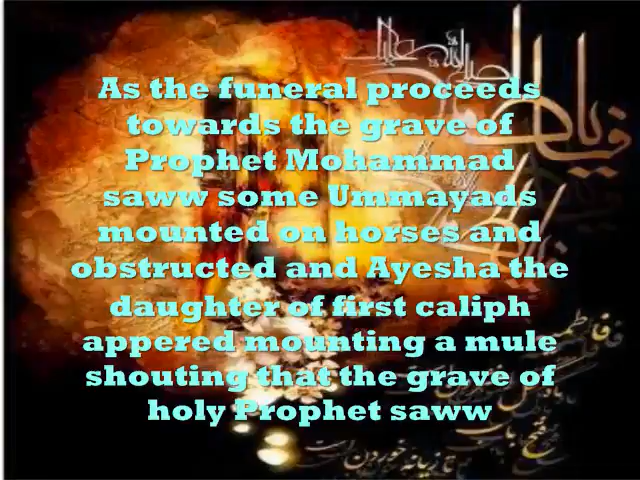 As the funeral proceeds
towards the grave of
Prophet Mohammad
saww some Ummayads
mounted on horses and
obstructed and Ayesha the
daughter of first caliph
appered mounting a mule
shouting that the grave of
holy Prophet saww